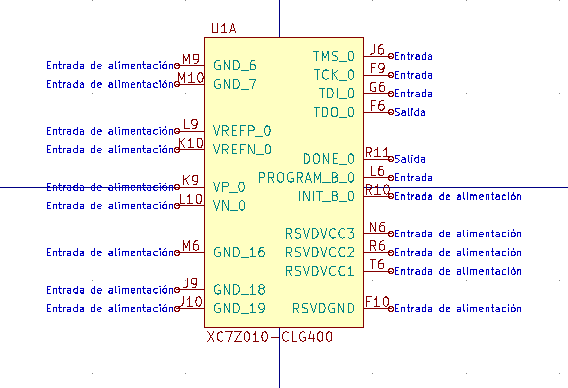 U1A
Entrada de alimentación M9 GND_6 TMS_0 J6 Entrada
Entrada de alimentación M10 GND_7 TCK_0 F9 Entrada
TDI_0 G6 Entrada
TDO_0 F6 Salida
Entrada de alimentación L9 VREFP_0
Entrada de alimentación K10 VREFN_0
DONE_0 R11 Salida
PROGRAM_B_0 L6 Entrada
Entrada de alimentación K9 VP_0
INIT_B_0 R10 Entrada de alimentación
Entrada de alimentación L10 VN_0
RSVDVCC3 N6 Entrada de alimentación
Entrada de alimentación M6 GND_16 RSVDVCC2 R6 Entrada de alimentación
RSVDVCC1 T6 Entrada de alimentación
Entrada de alimentación J9 GND_18
Entrada de alimentación J10 GND_19 RSVDGND F10 Entrada de alimentación
XC7Z010-CLG400